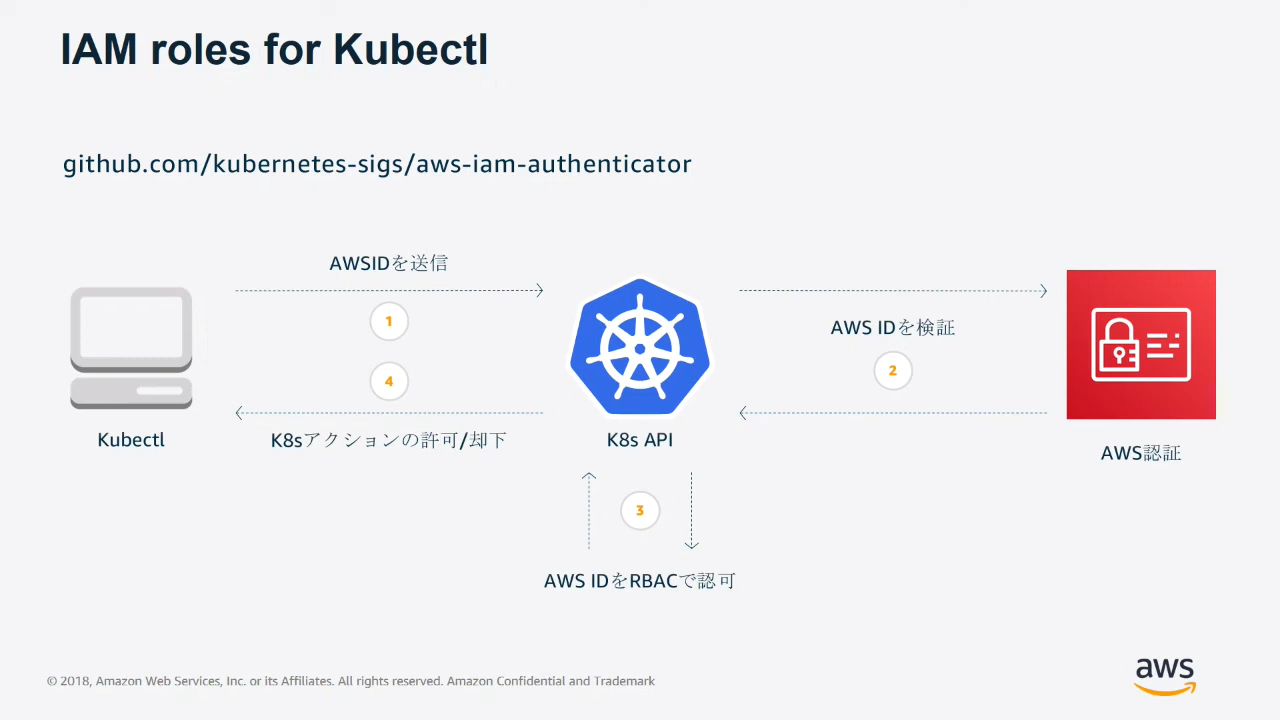 IAM roles for Kubectl
github.com/kubernetes-sigs/aws-iam-authenticator
AWSIDを送信
1
AWS IDを検証
2
4
Kubectl
K8sアクションの許可/却下
K8s API
AWS認証
3
AWS IDをRBACで認可
© 2018, Amazon Web Services, Inc. or its Affiliates. All rights reserved. Amazon Confidential and Trademark
aws